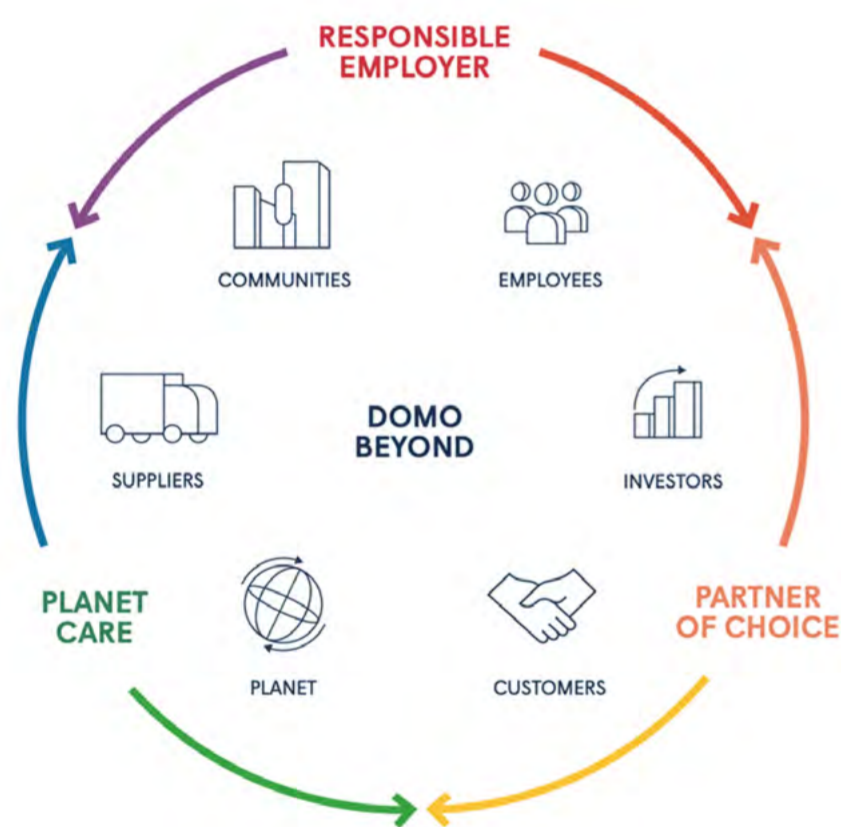 RESPONSIBLE
EMPLOYER
COMMUNITIES
EMPLOYEES
DOMO
BEYOND
SUPPLIERS
INVESTORS
PLANET
CARE
PARTNER
OF CHOICE
PLANET
CUSTOMERS